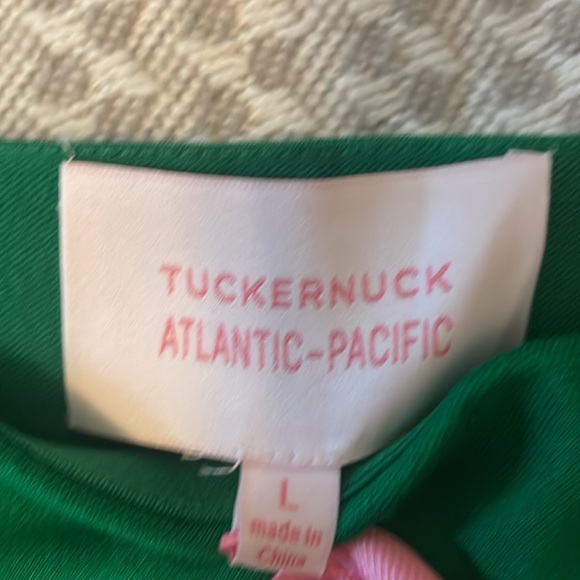 TUCKERNUCK
ATLANTIC-PACIFIC
L
made in
China